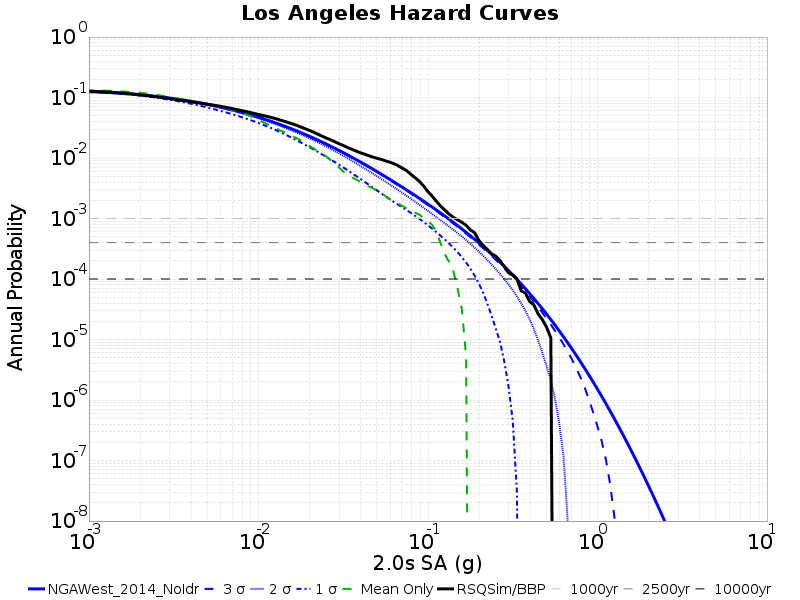 Los Angeles Hazard Curves
10^0
10^-1
10^-2
10^-3
10^-4
10^-5
10^-6
10^-7
10^-8
Annual Probability
10^-3 10^-2 10^-1 10^0 10^1
2.0s SA (g)
NGAWest_2014_NoIdr 3 σ 2 σ 1 σ Mean Only RSQSim/BBP 1000yr 2500yr 10000yr